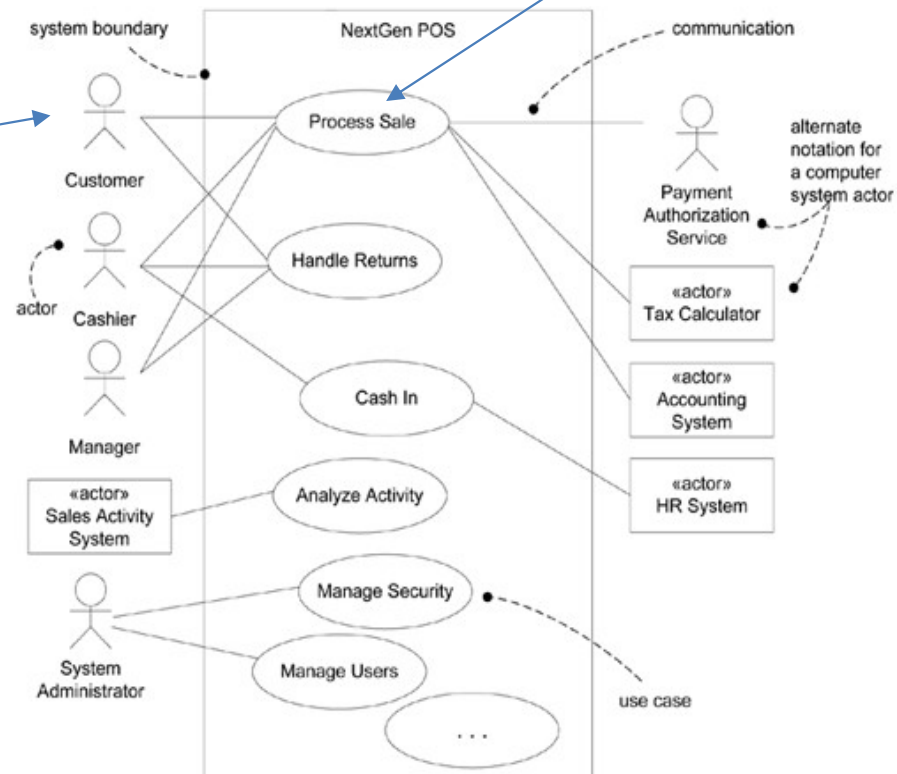 system boundary
NextGen POS
communication
Process Sale
alternate
notation for
a computer
system actor
Customer
Payment
Authorization
Service
Handle Returns
actor
Cashier
«actor»
Tax Calculator
«actor»
Accounting
System
Cash In
Manager
«actor»
Sales Activity
System
Analyze Activity
«actor»
HR System
Manage Security
System
Administrator
Manage Users
use case
. . .